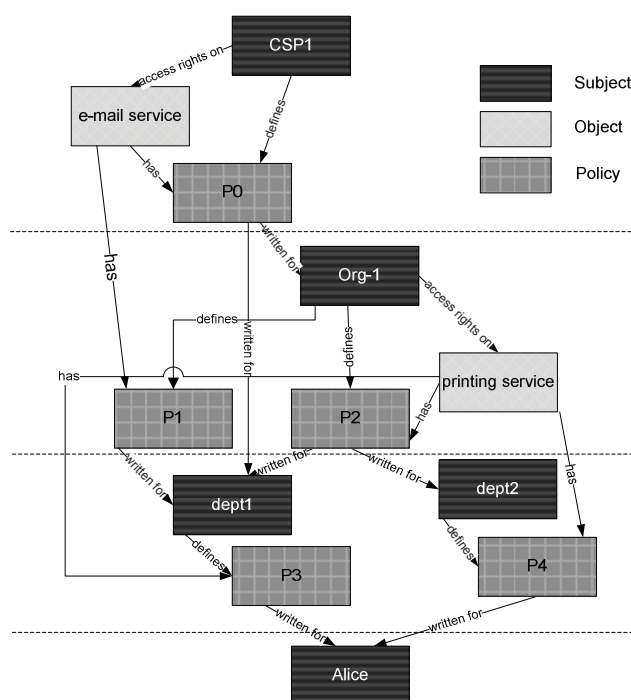 CSP1
access rights on
Subject
e-mail service
defines
Object
has
P0
Policy
written for
has
Org-1
access rights on
defines
written for
defines
has
printing service
P1
P2
has
written for
written for
written for
has
dept1
dept2
defines
defines
P3
P4
written for
written for
Alice